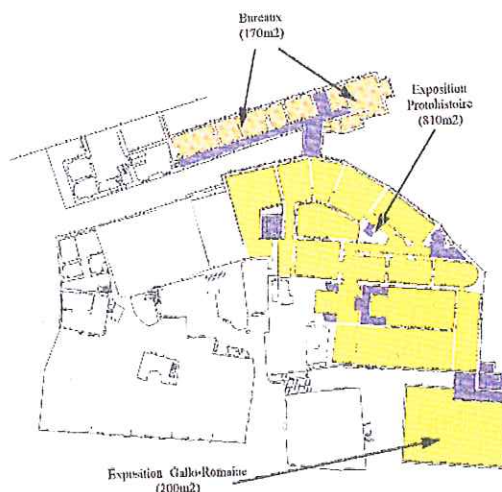 Bureaux
(170m2)
Exposition
Protohistoire
(810m2)
Exposition Gallo-Romaine
(200m2)